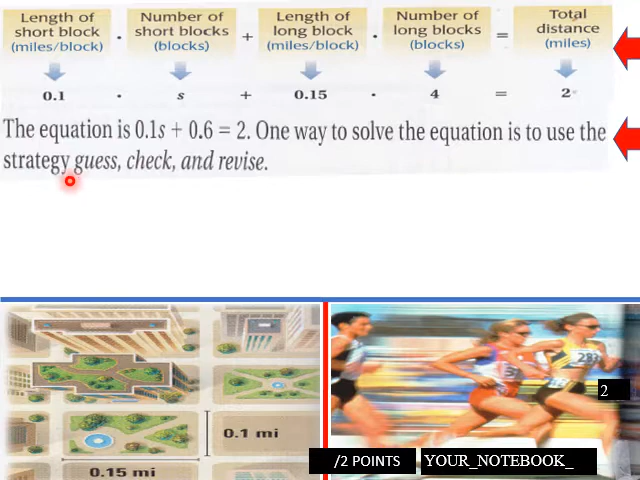 Length of short block (miles/block) · Number of short blocks (blocks) + Length of long block (miles/block) · Number of long blocks (blocks) = Total distance (miles)
0.1 · s + 0.15 · 4 = 2
The equation is 0.1s + 0.6 = 2. One way to solve the equation is to use the
strategy guess, check, and revise.
0.1 mi
0.15 mi
2
/2 POINTS
YOUR_NOTEBOOK_